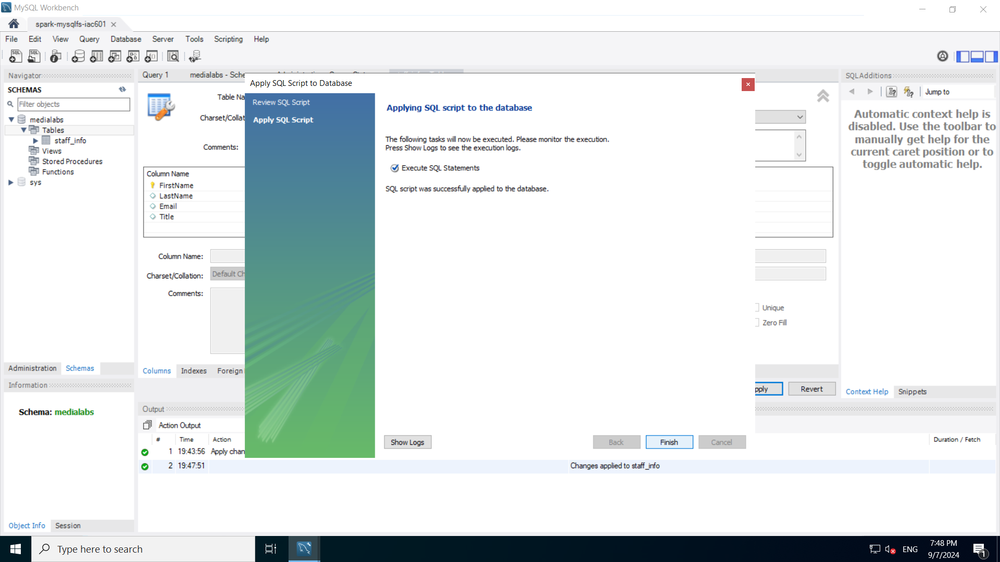 MySQL Workbench
spark-mysqlfs-iac601
File Edit View Query Database Server Tools Scripting Help
Navigator
SCHEMAS
Filter objects
medialabs
Tables
staff_info
Views
Stored Procedures
Functions
sys
Administration Schemas
Information
Schema: medialabs
Object Info Session
Query 1 medialabs - Sche
Table Na
Charset/Collat
Comments:
Column Name
FirstName
LastName
Email
Title
Column Name:
Charset/Collation: Default Ch
Comments:
Columns Indexes Foreign
Apply SQL Script to Database
Review SQL Script
Apply SQL Script
Applying SQL script to the database
The following tasks will now be executed. Please monitor the execution.
Press Show Logs to see the execution logs.
Execute SQL Statements
SQL script was successfully applied to the database.
Show Logs Back Finish Cancel
Unique
Zero Fill
pply Revert
SQLAdditions
Jump to
Automatic context help is
disabled. Use the toolbar to
manually get help for the
current caret position or to
toggle automatic help.
Context Help Snippets
Output
Action Output
# Time Action Duration / Fetch
1 19:43:56 Apply chan
2 19:47:51 Changes applied to staff_info
Type here to search
ENG
7:48 PM
9/7/2024
1